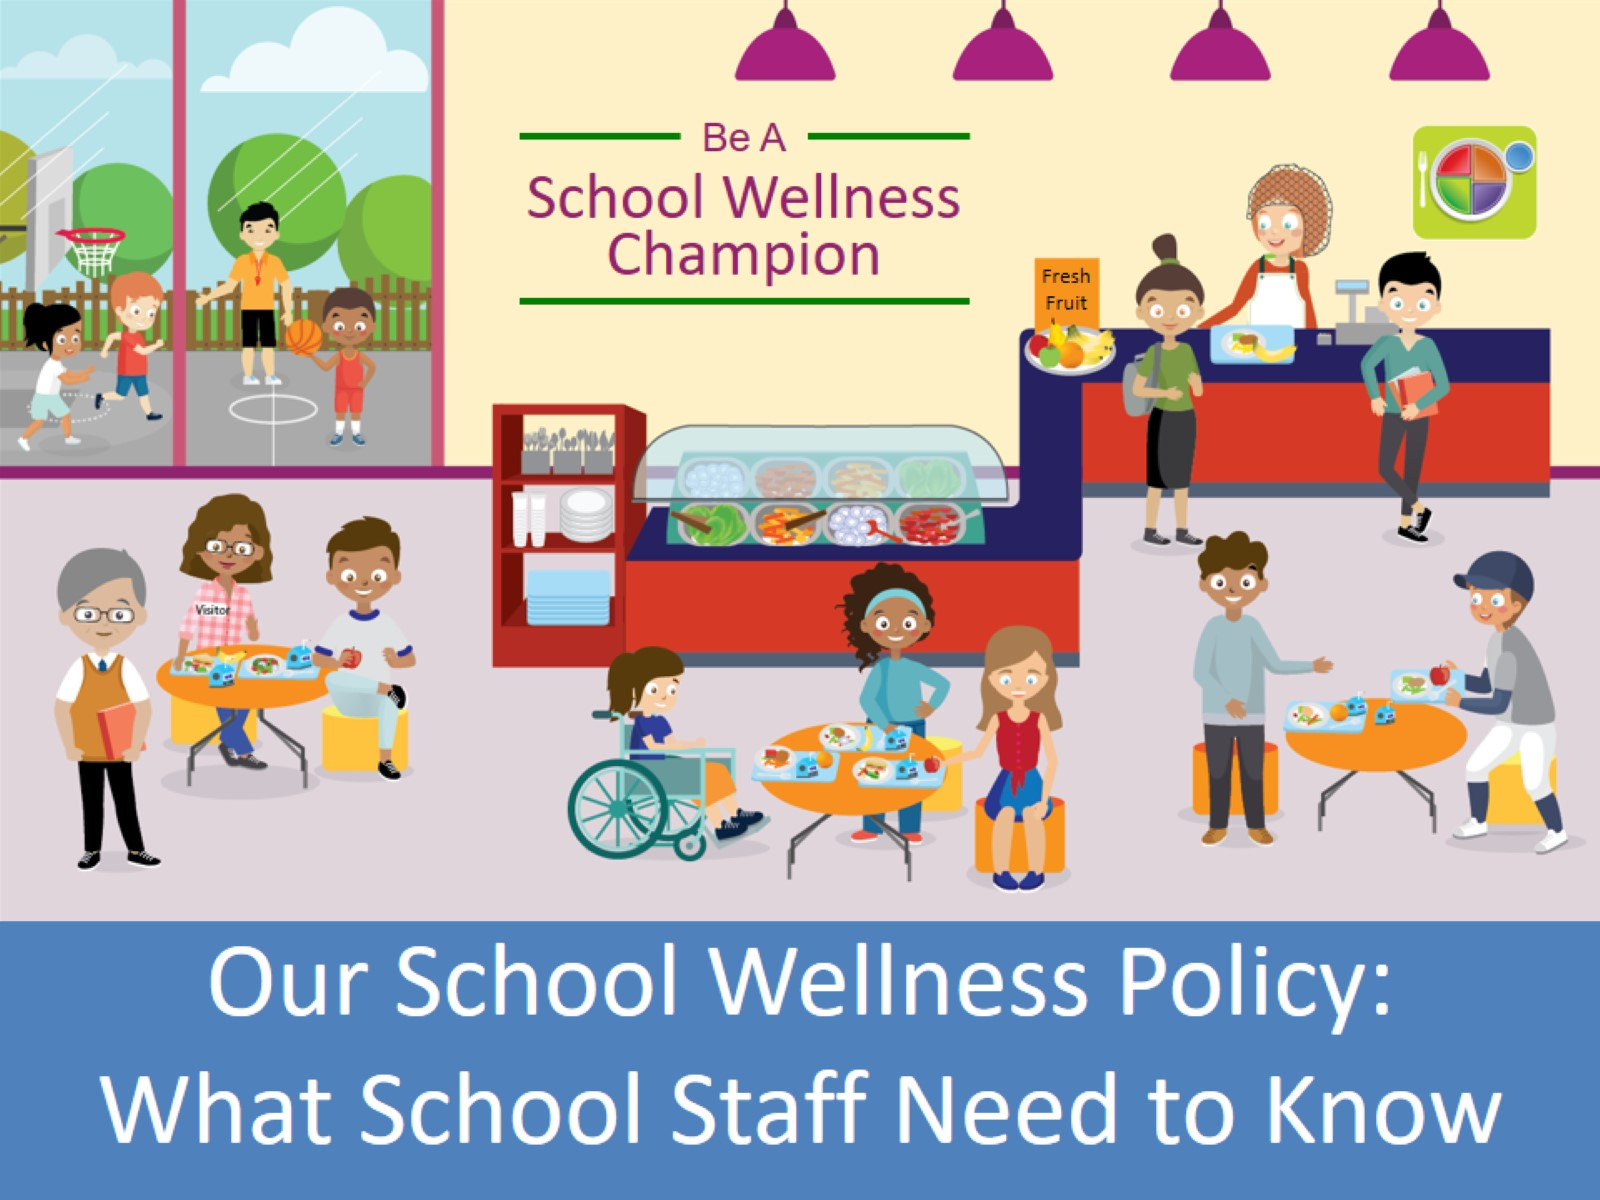 Be A
School Wellness
Champion
Fresh
Fruit
Visitor
Our School Wellness Policy:
What School Staff Need to Know